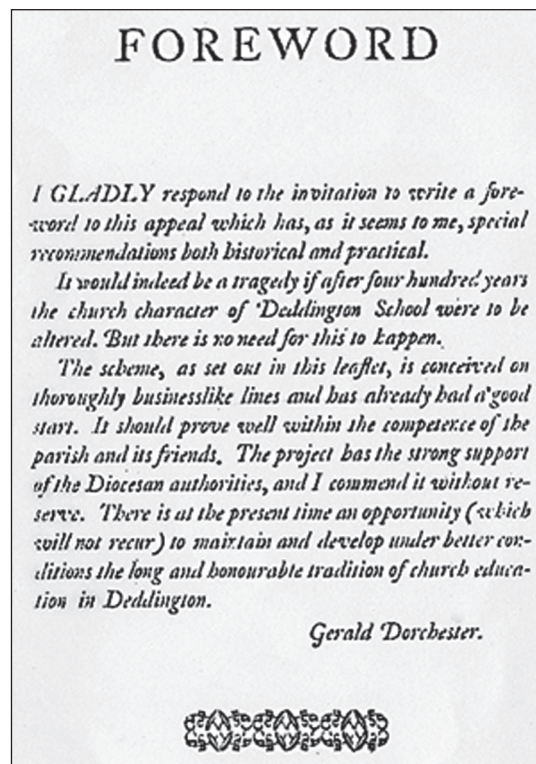 FOREWORD
I GLADLY respond to the invitation to write a fore-
word to this appeal which has, as it seems to me, special
recommendations both historical and practical.
It would indeed be a tragedy if after four hundred years
the church character of Deddington School were to be
altered. But there is no need for this to happen.
The scheme, as set out in this leaflet, is conceived on
thoroughly businesslike lines and has already had a good
start. It should prove well within the competence of the
parish and its friends. The project has the strong support
of the Diocesan authorities, and I commend it without re-
serve. There is at the present time an opportunity (which
will not recur) to maintain and develop under better con-
ditions the long and honourable tradition of church educa-
tion in Deddington.
Gerald Dorchester.